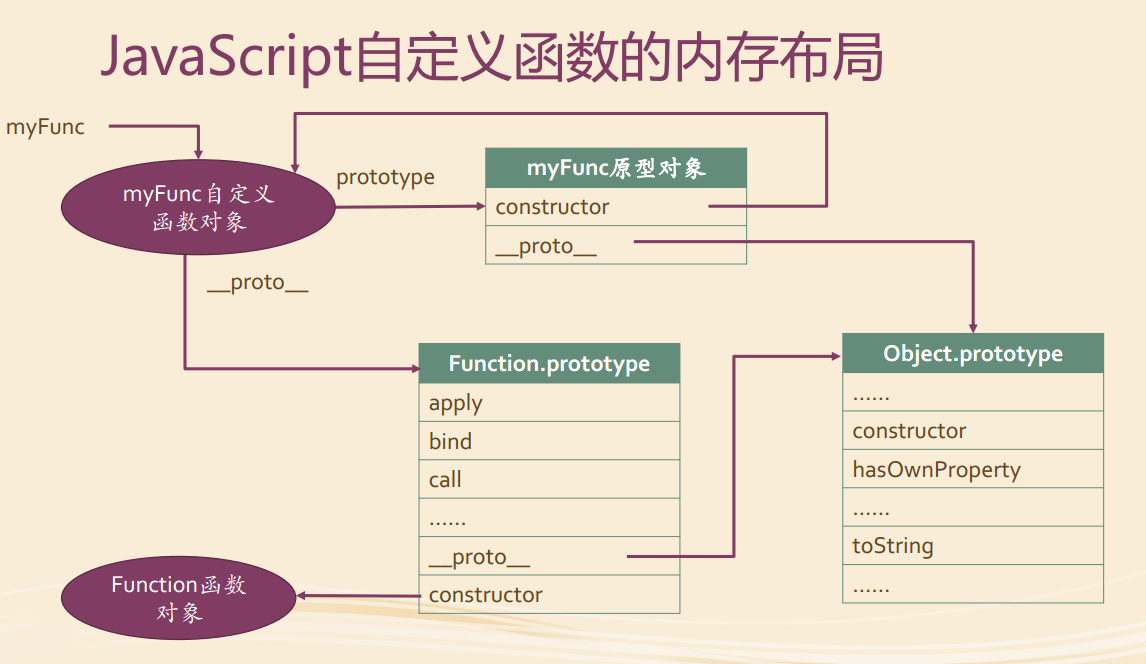 JavaScript自定义函数的内存布局
myFunc
myFunc自定义
函数对象
prototype
myFunc原型对象
constructor
__proto__
__proto__
Function.prototype
apply
bind
call
......
__proto__
constructor
Object.prototype
......
constructor
hasOwnProperty
......
toString
......
Function函数
对象